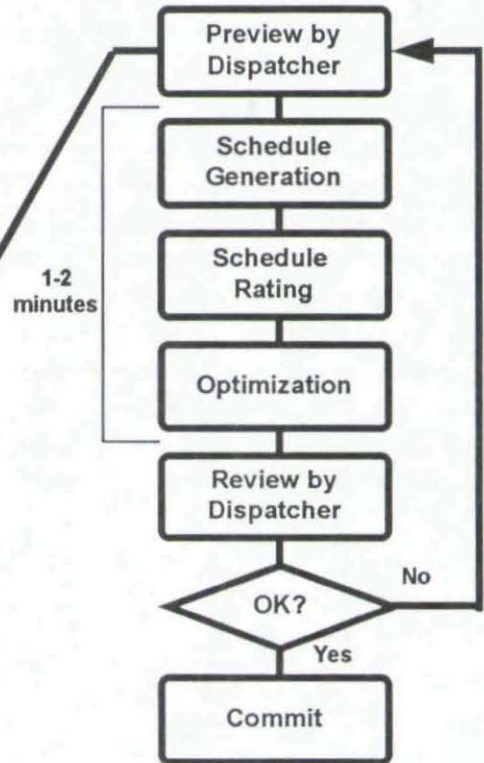 Preview by
Dispatcher
Schedule
Generation
Schedule
Rating
1-2
minutes
Optimization
Review by
Dispatcher
OK?
No
Yes
Commit